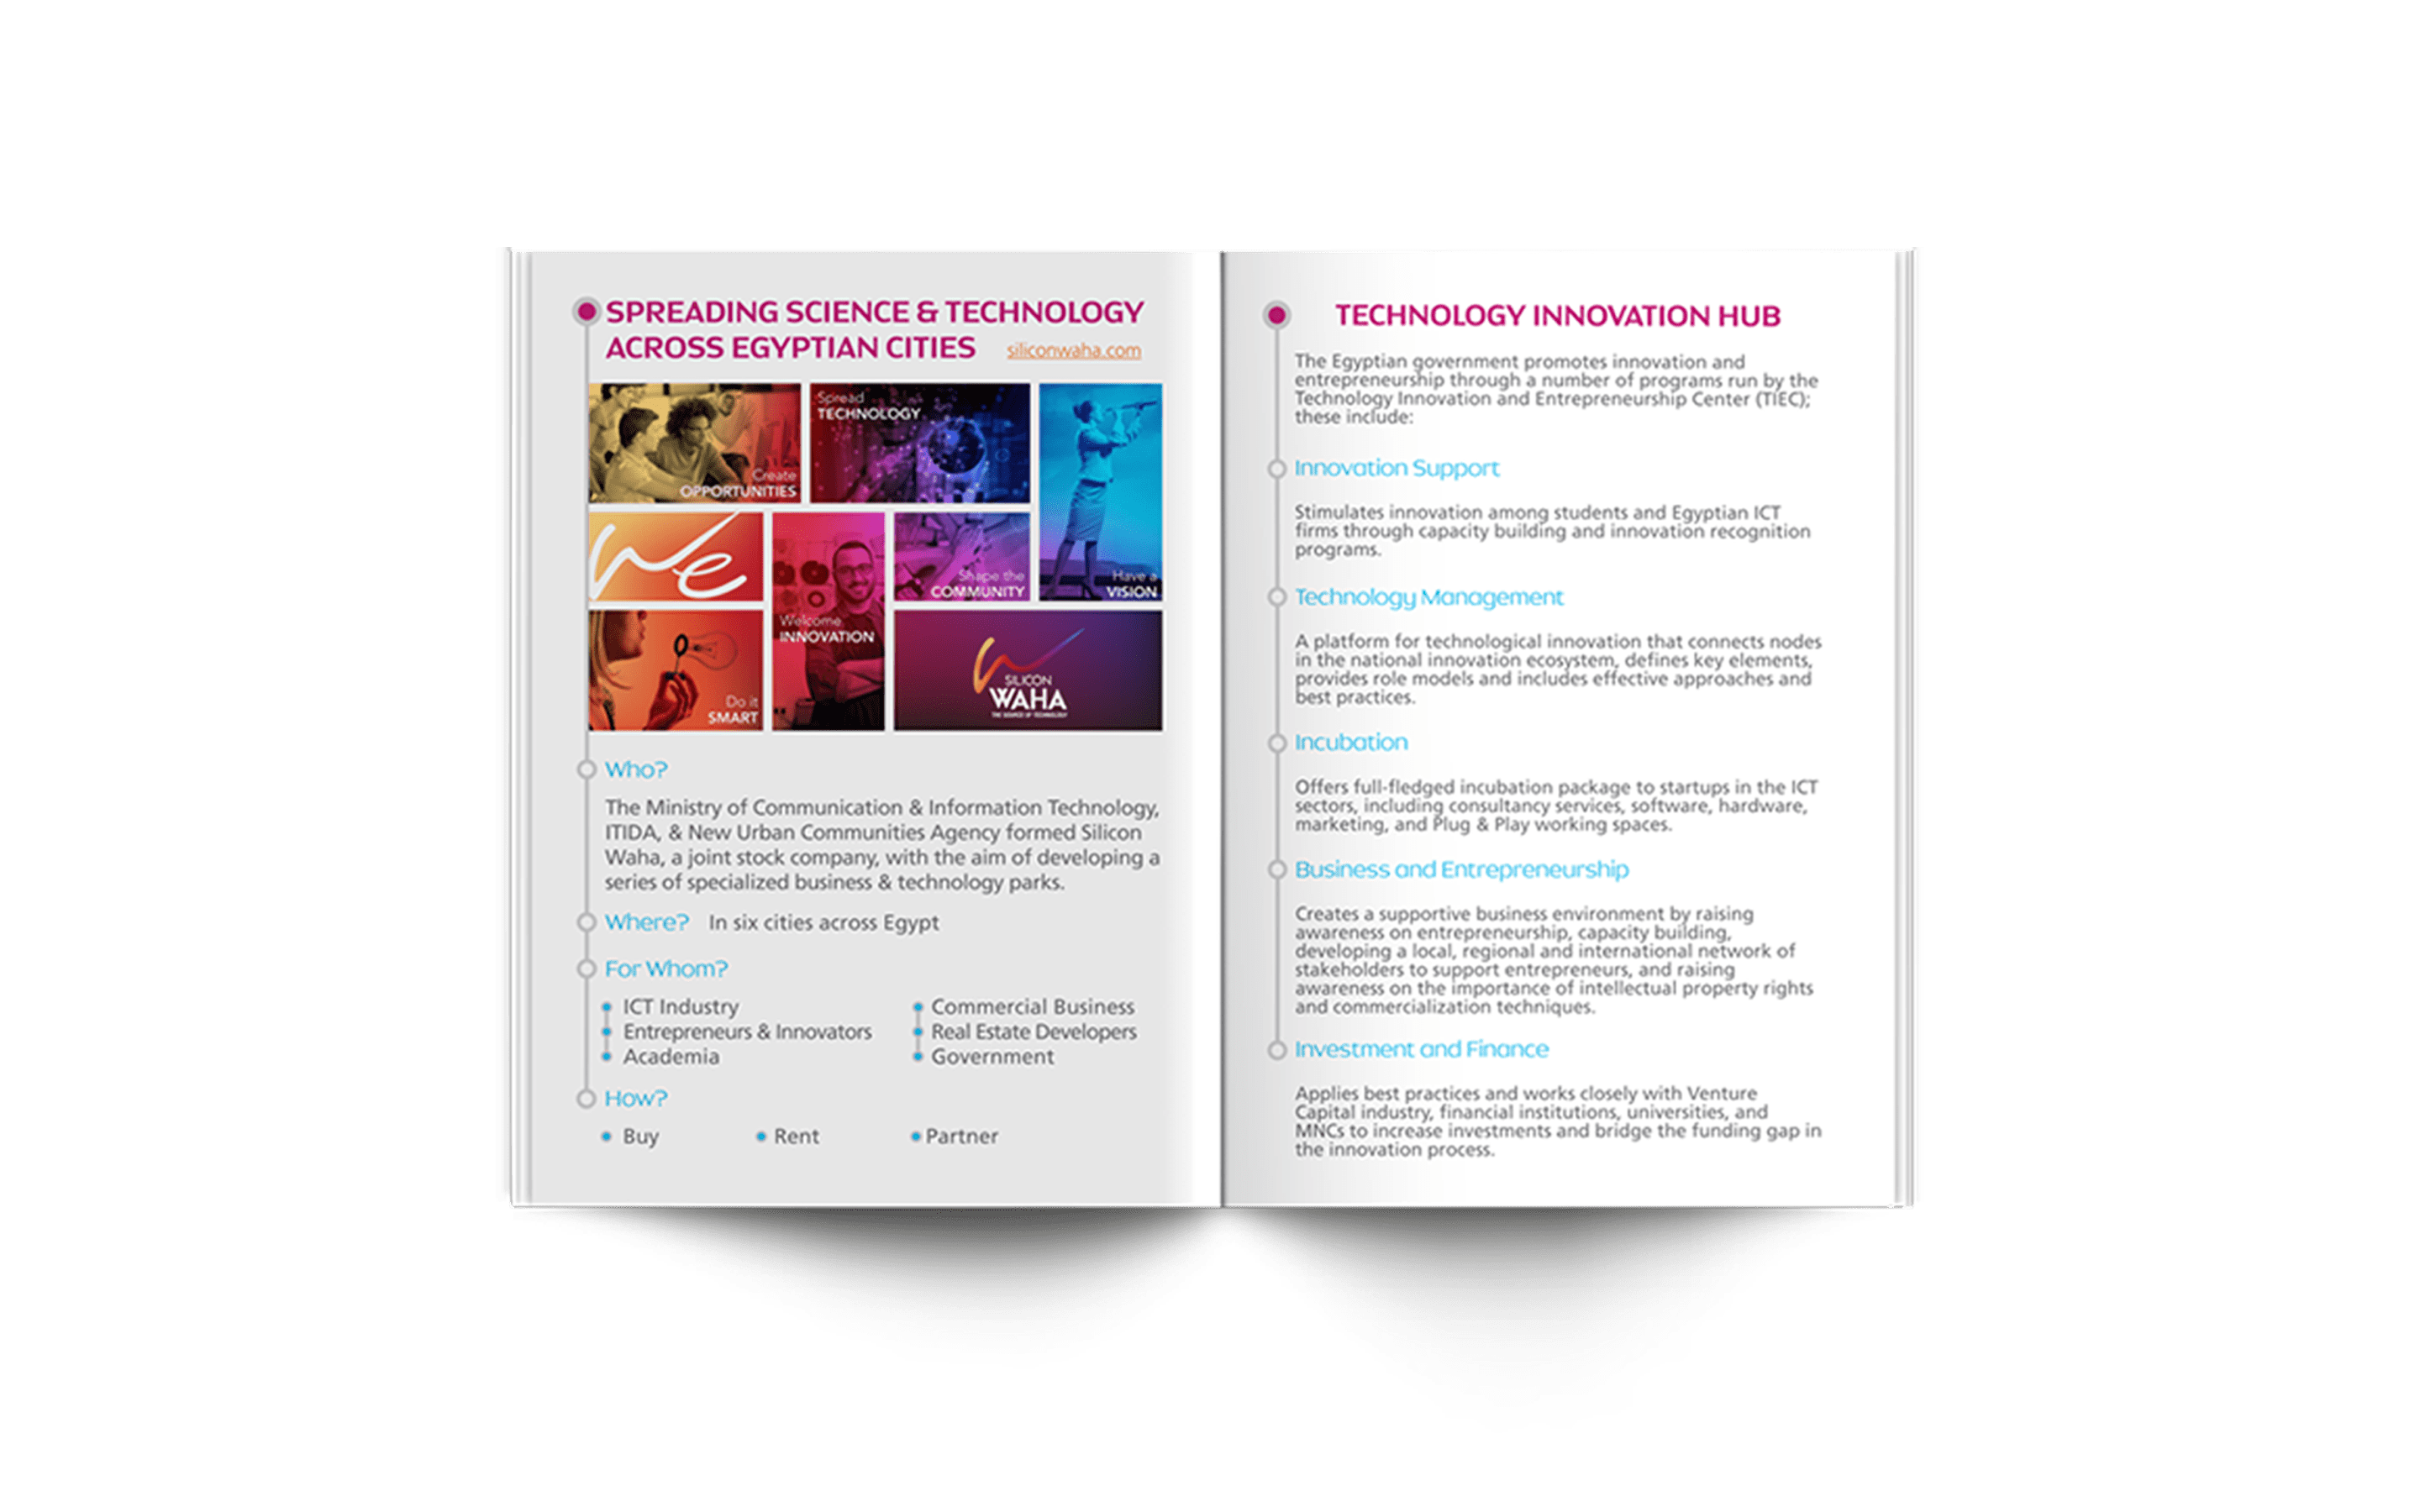 SPREADING SCIENCE & TECHNOLOGY
ACROSS EGYPTIAN CITIES siliconwaha.com
Create
OPPORTUNITIES
Spread
TECHNOLOGY
Have a
VISION
We
Welcome
INNOVATION
Shape the
COMMUNITY
Do it
SMART
SILICON
WAHA
THE SOURCE OF TECHNOLOGY
Who?
The Ministry of Communication & Information Technology,
ITIDA, & New Urban Communities Agency formed Silicon
Waha, a joint stock company, with the aim of developing a
series of specialized business & technology parks.
Where? In six cities across Egypt
For Whom?
ICT Industry
Entrepreneurs & Innovators
Academia
Commercial Business
Real Estate Developers
Government
How?
Buy
Rent
Partner
TECHNOLOGY INNOVATION HUB
The Egyptian government promotes innovation and
entrepreneurship through a number of programs run by the
Technology Innovation and Entrepreneurship Center (TIEC);
these include:
Innovation Support
Stimulates innovation among students and Egyptian ICT
firms through capacity building and innovation recognition
programs.
Technology Management
A platform for technological innovation that connects nodes
in the national innovation ecosystem, defines key elements,
provides role models and includes effective approaches and
best practices.
Incubation
Offers full-fledged incubation package to startups in the ICT
sectors, including consultancy services, software, hardware,
marketing, and Plug & Play working spaces.
Business and Entrepreneurship
Creates a supportive business environment by raising
awareness on entrepreneurship, capacity building,
developing a local, regional and international network of
stakeholders to support entrepreneurs, and raising
awareness on the importance of intellectual property rights
and commercialization techniques.
Investment and Finance
Applies best practices and works closely with Venture
Capital industry, financial institutions, universities, and
MNCs to increase investments and bridge the funding gap in
the innovation process.